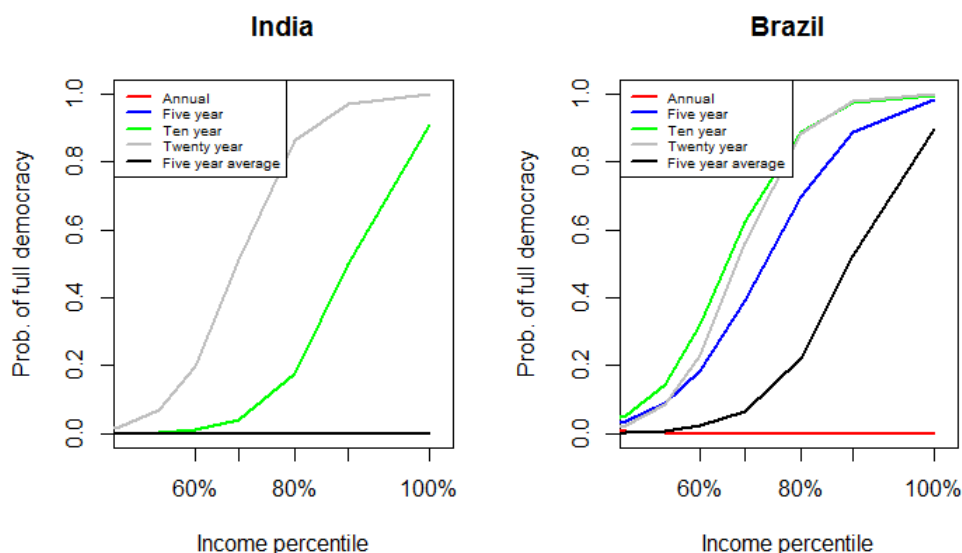 India
Prob. of full democracy
1.0
0.8
0.6
0.4
0.2
0.0
Annual
Five year
Ten year
Twenty year
Five year average
60% 80% 100%
Income percentile
Brazil
Prob. of full democracy
1.0
0.8
0.6
0.4
0.2
0.0
Annual
Five year
Ten year
Twenty year
Five year average
60% 80% 100%
Income percentile